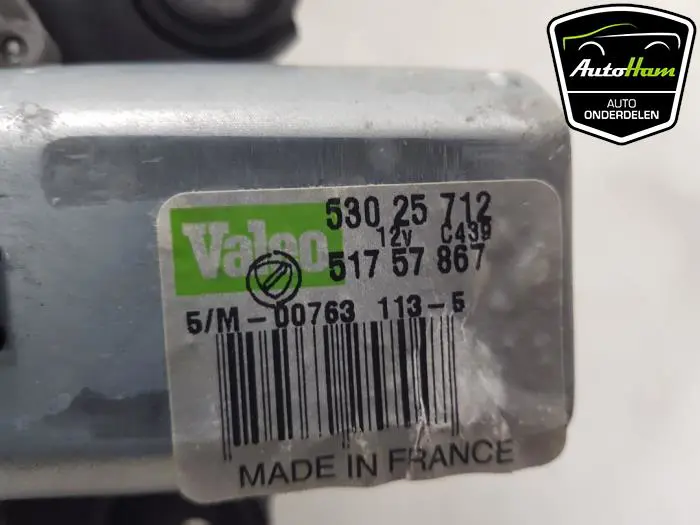 AutoHam
AUTO
ONDERDELEN
Valeo
530 25 712
12v C439
517 57 867
5/M-00763 113-5
MADE IN FRANCE